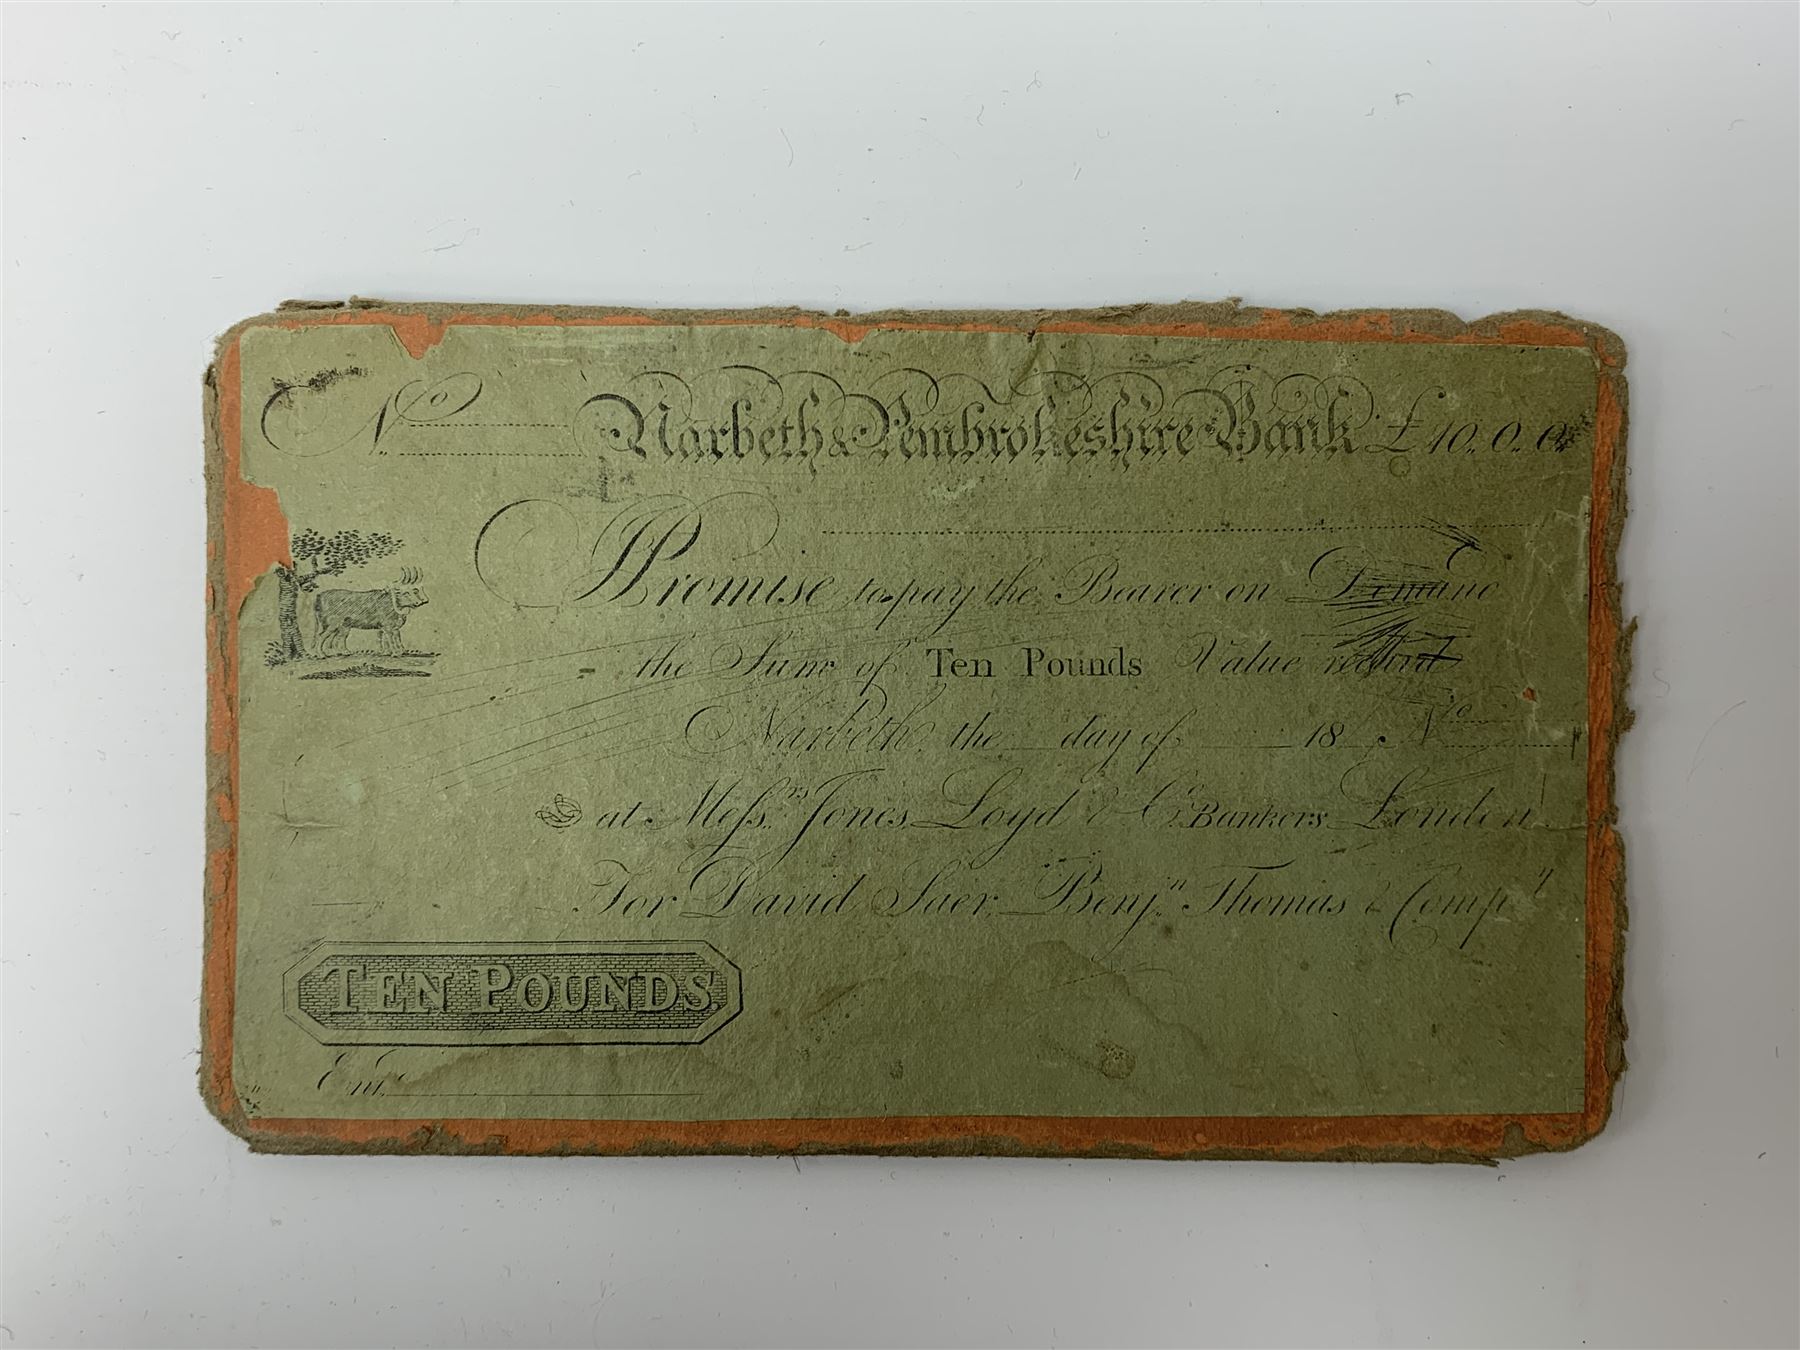 No Narbeth & Pembrokeshire Bank £10,,0,,0
I Promise to pay the Bearer on Demand
the Sum of Ten Pounds Value received
Narbeth, the day of 18 No
at Messrs. Jones, Loyd & Co. Bankers London
For David Saer, Benjn. Thomas & Compy
TEN POUNDS.
Entd.